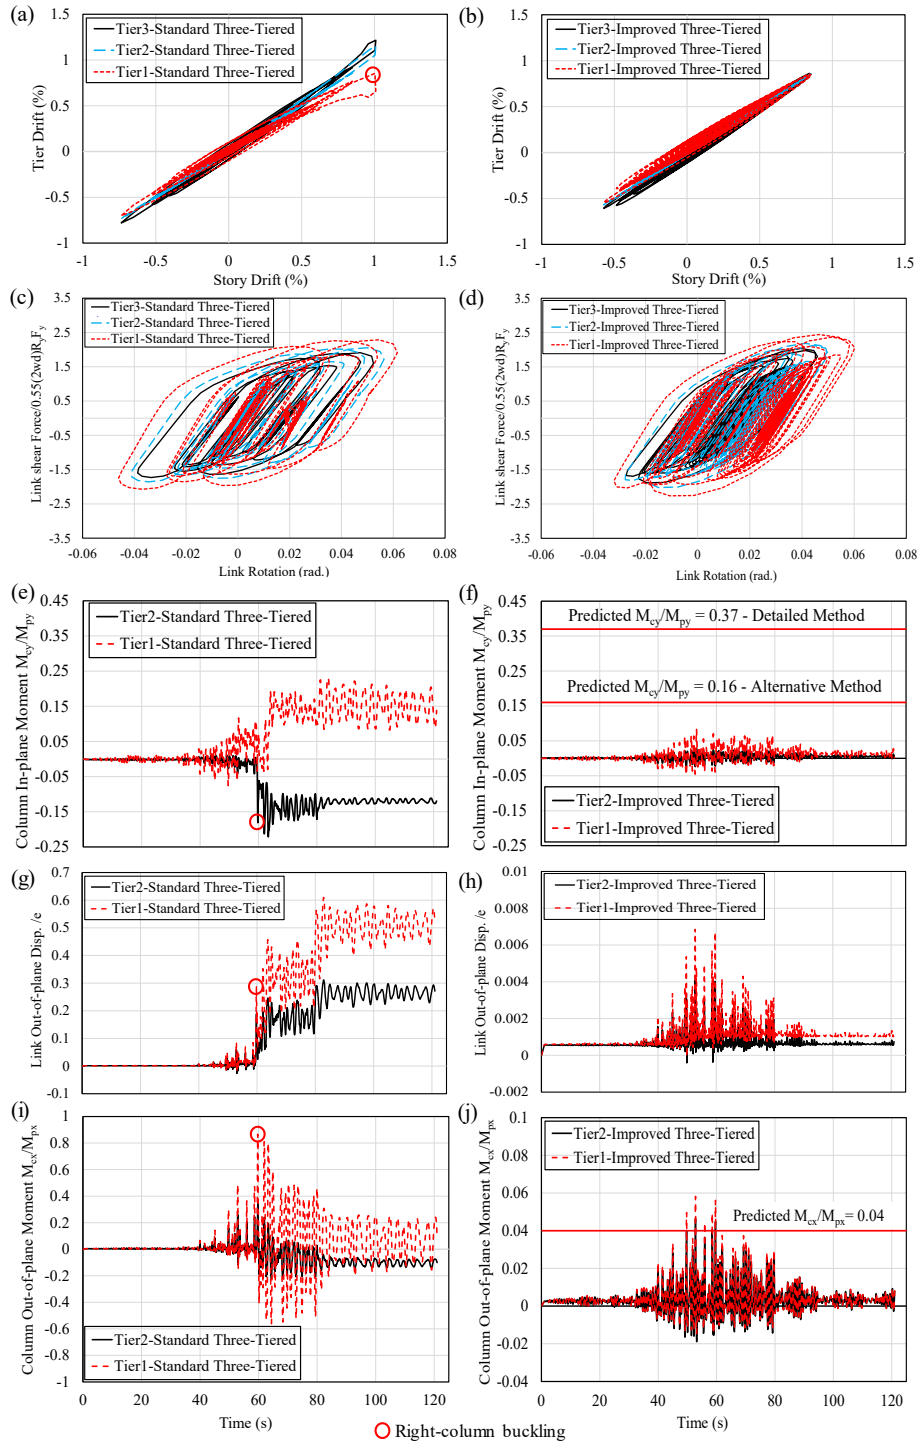 (a)
Tier3-Standard Three-Tiered
Tier2-Standard Three-Tiered
Tier1-Standard Three-Tiered
Tier Drift (%)
1.5
1
0.5
0
-0.5
-1
-1 -0.5 0 0.5 1 1.5
Story Drift (%)
(b)
Tier3-Improved Three-Tiered
Tier2-Improved Three-Tiered
Tier1-Improved Three-Tiered
Tier Drift (%)
1.5
1
0.5
0
-0.5
-1
-1 -0.5 0 0.5 1 1.5
Story Drift (%)
(c)
Tier3-Standard Three-Tiered
Tier2-Standard Three-Tiered
Tier1-Standard Three-Tiered
Link shear Force/0.55(2wd)RyFy
3.5
2.5
1.5
0.5
-0.5
-1.5
-2.5
-3.5
-0.06 -0.04 -0.02 0 0.02 0.04 0.06 0.08
Link Rotation (rad.)
(d)
Tier3-Improved Three-Tiered
Tier2-Improved Three-Tiered
Tier1-Improved Three-Tiered
Link shear Force/0.55(2wd)RyFy
3.5
2.5
1.5
0.5
-0.5
-1.5
-2.5
-3.5
-0.06 -0.04 -0.02 0 0.02 0.04 0.06 0.08
Link Rotation (rad.)
(e)
Tier2-Standard Three-Tiered
Tier1-Standard Three-Tiered
Column In-plane Moment Mcy/Mpy
0.45
0.35
0.25
0.15
0.05
-0.05
-0.15
-0.25
(f)
Predicted Mcy/Mpy = 0.37 - Detailed Method
Predicted Mcy/Mpy = 0.16 - Alternative Method
Tier2-Improved Three-Tiered
Tier1-Improved Three-Tiered
Column In-plane Moment Mcy/Mpy
0.45
0.35
0.25
0.15
0.05
-0.05
-0.15
-0.25
(g)
Tier2-Standard Three-Tiered
Tier1-Standard Three-Tiered
Link Out-of-plane Disp. /e
0.7
0.6
0.5
0.4
0.3
0.2
0.1
0
-0.1
(h)
Tier2-Improved Three-Tiered
Tier1-Improved Three-Tiered
Link Out-of-plane Disp. /e
0.01
0.008
0.006
0.004
0.002
0
-0.002
(i)
Column Out-of-plane Moment Mcx/Mpx
1
0.8
0.6
0.4
0.2
0
-0.2
-0.4
-0.6
-0.8
-1
Tier2-Standard Three-Tiered
Tier1-Standard Three-Tiered
0 20 40 60 80 100 120
Time (s)
(j)
Tier2-Improved Three-Tiered
Tier1-Improved Three-Tiered
Predicted Mcx/Mpx= 0.04
Column Out-of-plane Moment Mcx/Mpx
0.1
0.08
0.06
0.04
0.02
0
-0.02
-0.04
0 20 40 60 80 100 120
Time (s)
Right-column buckling